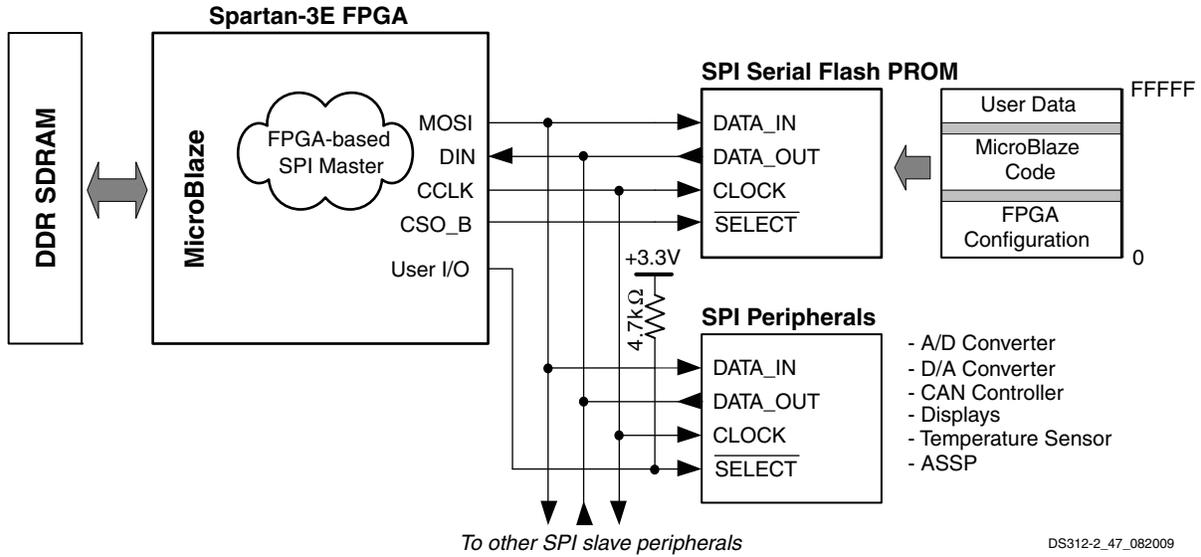 Spartan-3E FPGA
DDR SDRAM
MicroBlaze
FPGA-based
SPI Master
MOSI
DIN
CCLK
CSO_B
User I/O
SPI Serial Flash PROM
DATA_IN
DATA_OUT
CLOCK
SELECT
User Data
MicroBlaze
Code
FPGA
Configuration
FFFFF
0
+3.3V
4.7kΩ
SPI Peripherals
DATA_IN
DATA_OUT
CLOCK
SELECT
- A/D Converter
- D/A Converter
- CAN Controller
- Displays
- Temperature Sensor
- ASSP
To other SPI slave peripherals
DS312-2_47_082009